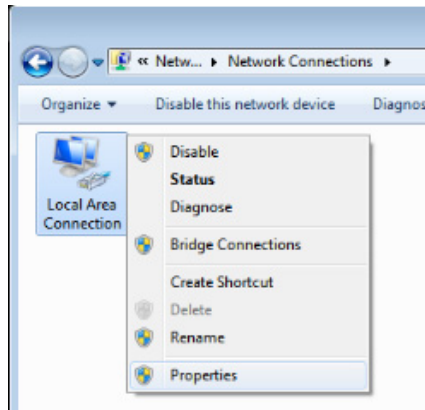 « Netw... ▸ Network Connections ▸
Organize ▾ Disable this network device Diagnos
Local Area
Connection
Disable
Status
Diagnose
Bridge Connections
Create Shortcut
Delete
Rename
Properties